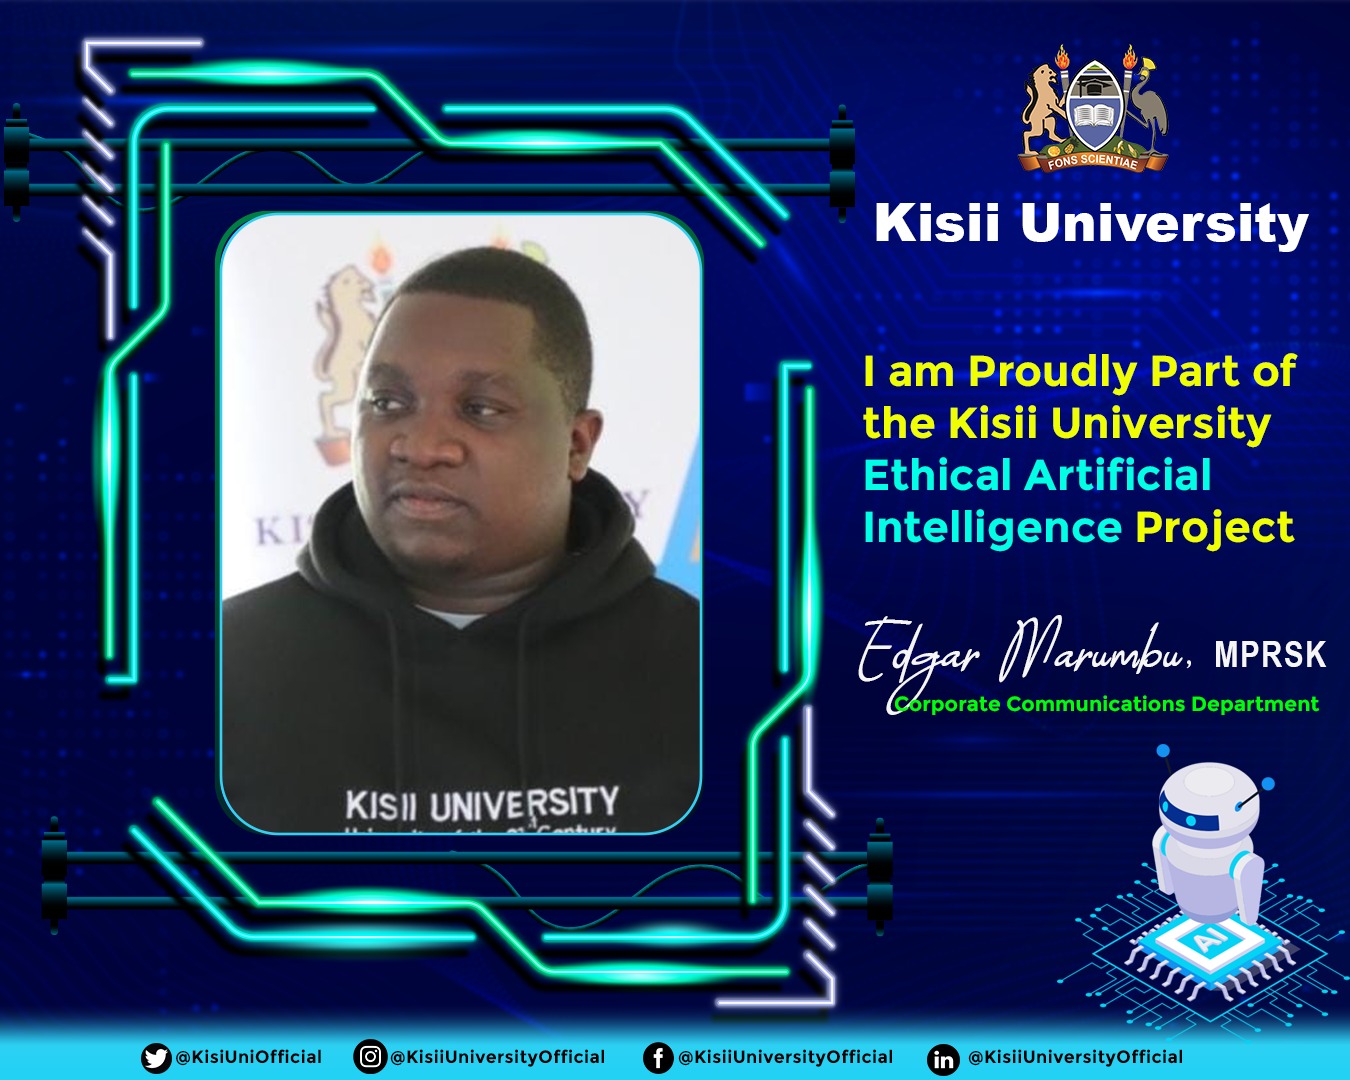 FONS SCIENTIAE
Kisii University
I am Proudly Part of
the Kisii University
Ethical Artificial
Intelligence Project
Edgar Marumbu, MPRSK
Corporate Communications Department
KISII UNIVERSITY
AI
@KisiUniOfficial
@KisiiUniversityOfficial
@KisiiUniversityOfficial
in @KisiiUniversityOfficial